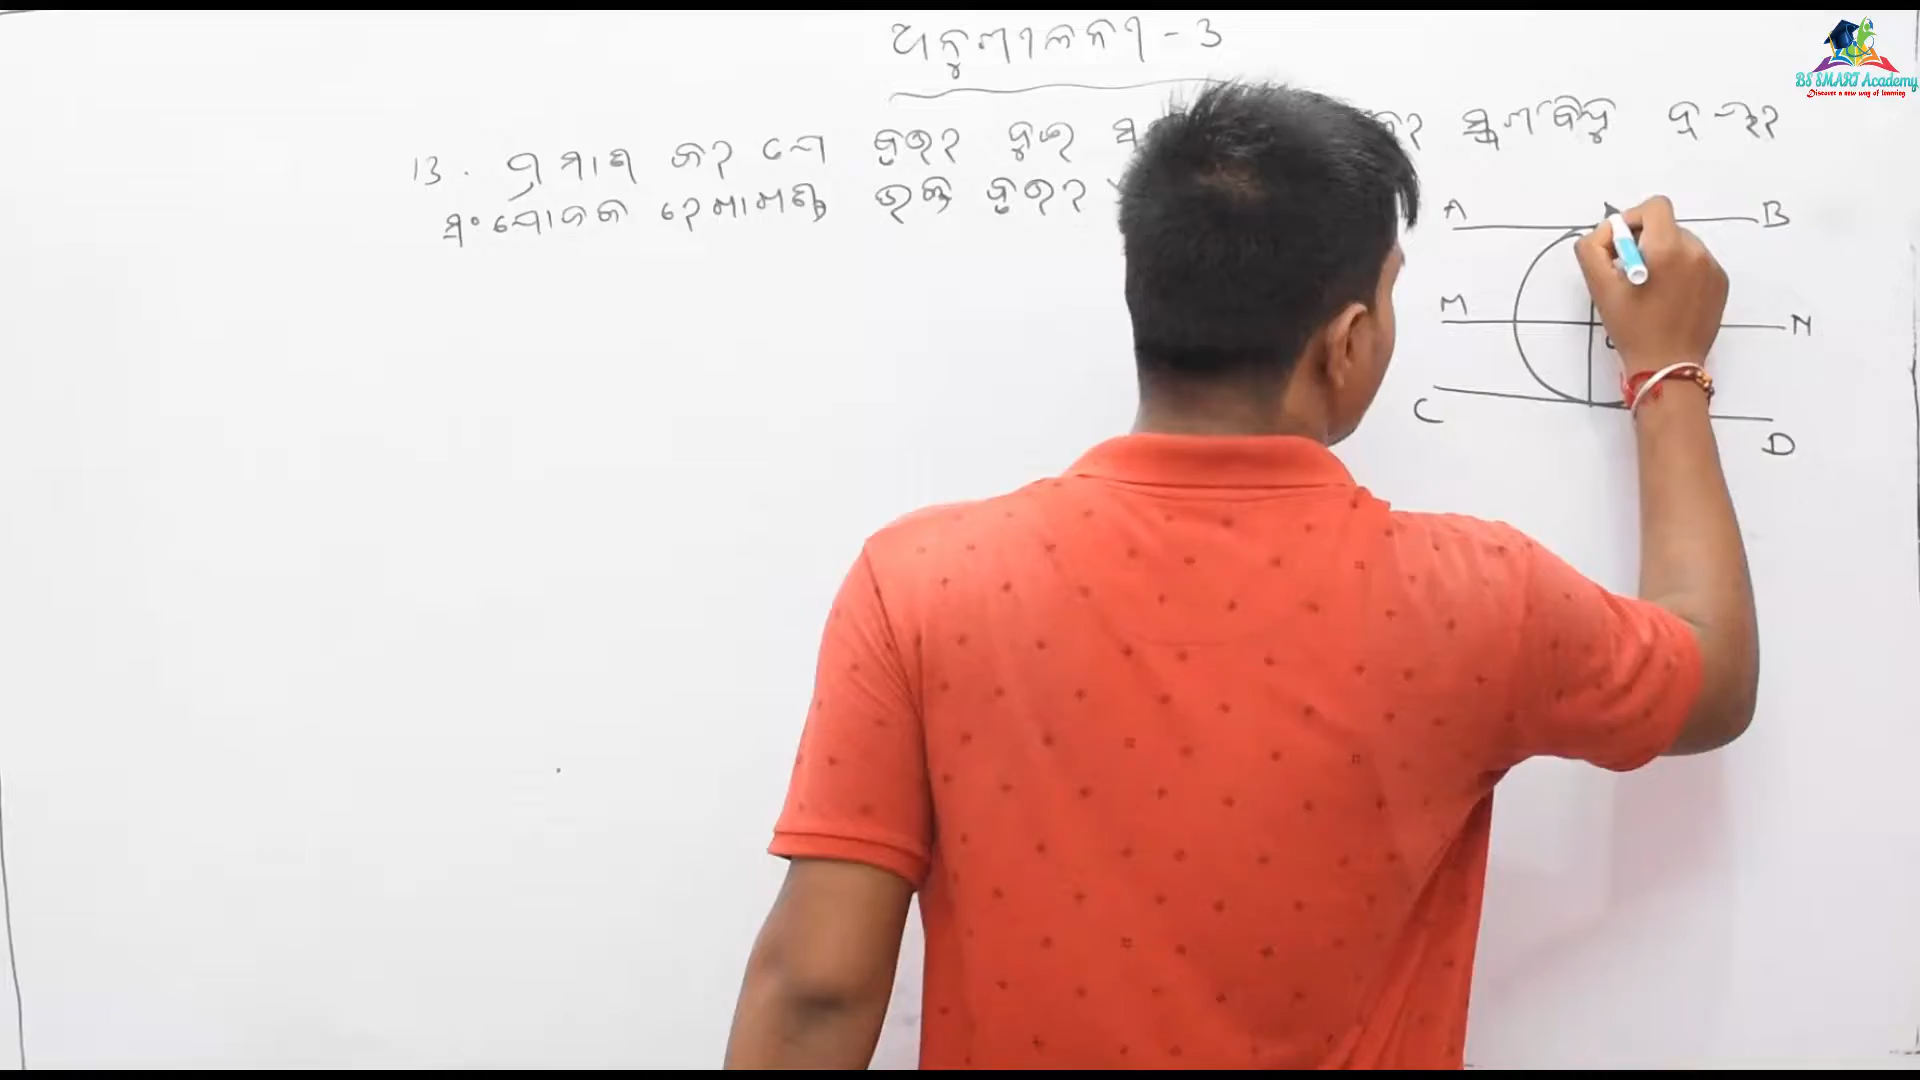 ଅନୁଶୀଳନୀ - 3
13. ପ୍ରମାଣ କର ଯେ ବୃତ୍ତର ଦୁଇ ସ୍ପର୍ଶବିନ୍ଦୁ ଦ୍ୱୟର
ସଂଯୋଜକ ରେଖାଖଣ୍ଡ ଉକ୍ତ ବୃତ୍ତର
A B
M N
C D
BS SMART Academy
Discover a new way of learning